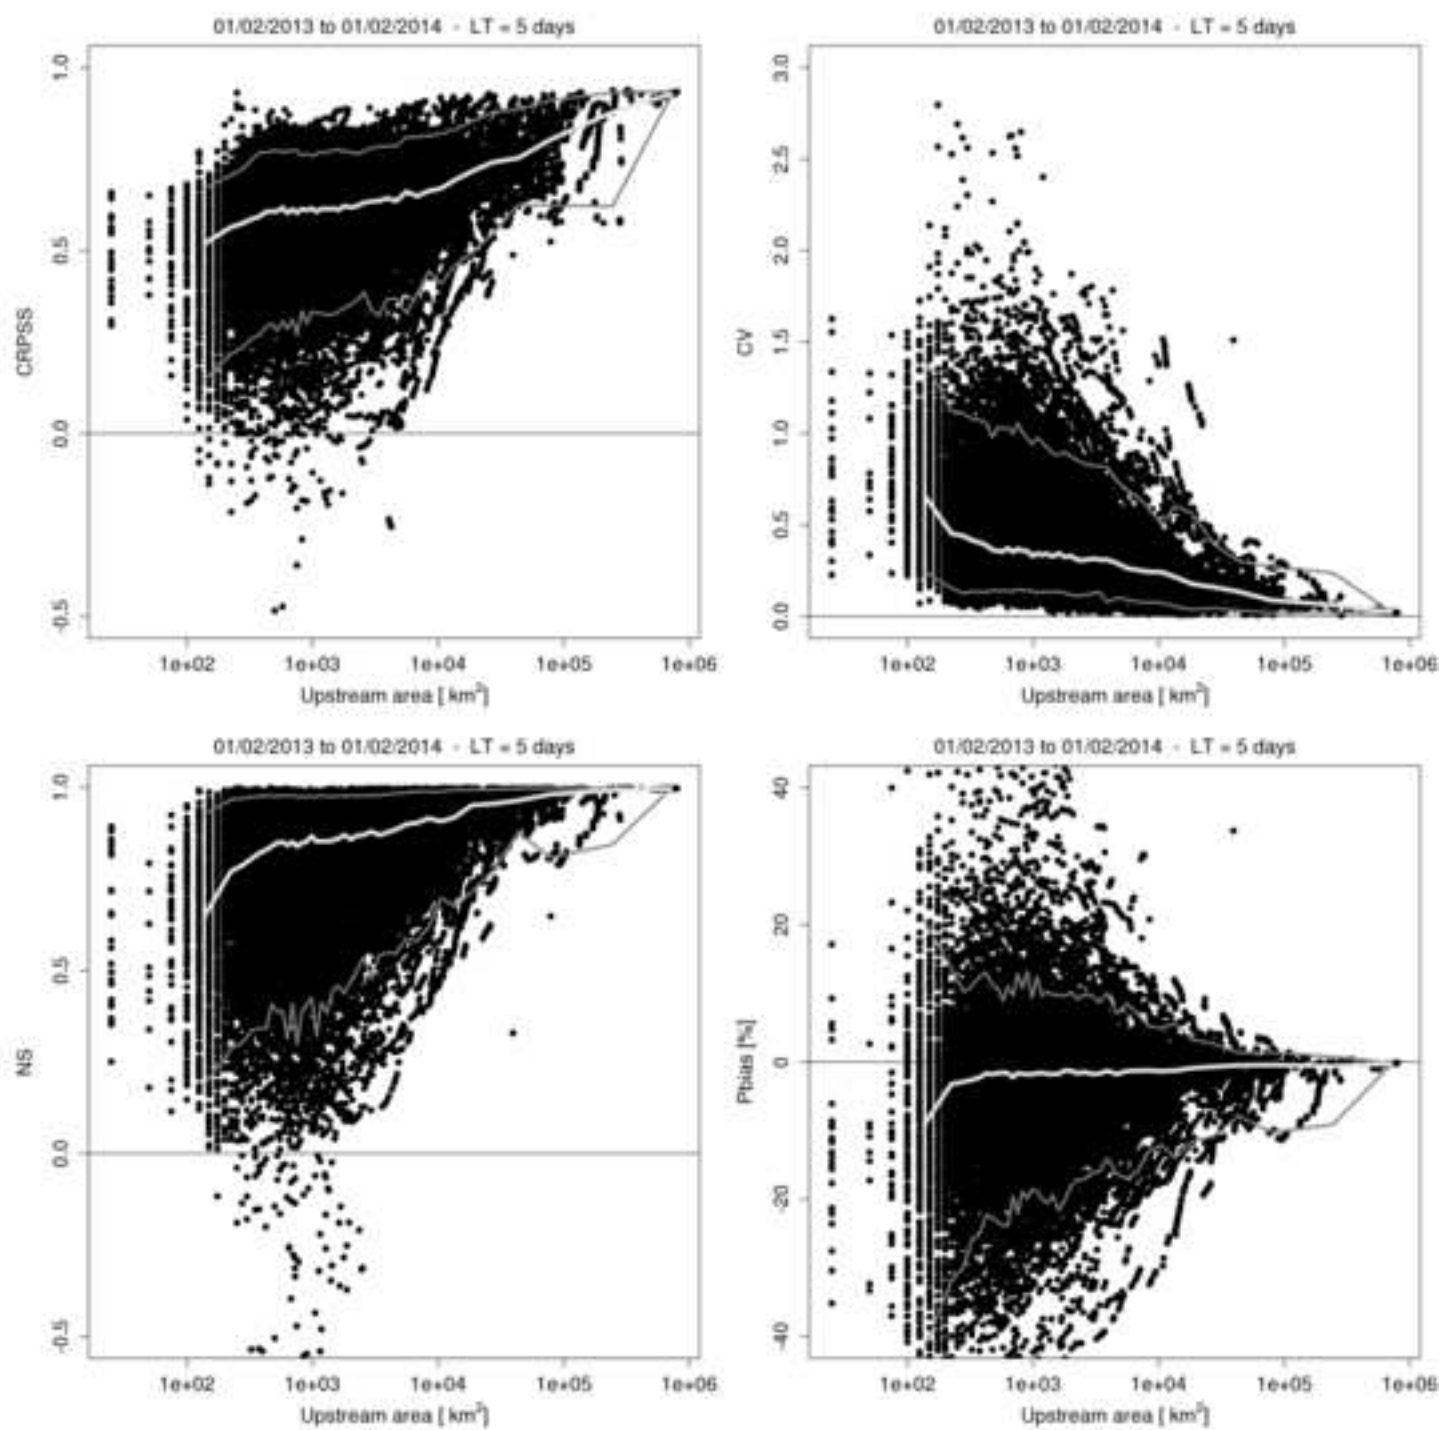 01/02/2013 to 01/02/2014 - LT = 5 days
CRPSS
1.0
0.5
0.0
-0.5
1e+02 1e+03 1e+04 1e+05 1e+06
Upstream area [ km²]
01/02/2013 to 01/02/2014 - LT = 5 days
CV
3.0
2.5
2.0
1.5
1.0
0.5
0.0
1e+02 1e+03 1e+04 1e+05 1e+06
Upstream area [ km²]
01/02/2013 to 01/02/2014 - LT = 5 days
NS
1.0
0.5
0.0
-0.5
1e+02 1e+03 1e+04 1e+05 1e+06
Upstream area [ km²]
01/02/2013 to 01/02/2014 - LT = 5 days
Pbias [%]
40
20
0
-20
-40
1e+02 1e+03 1e+04 1e+05 1e+06
Upstream area [ km²]